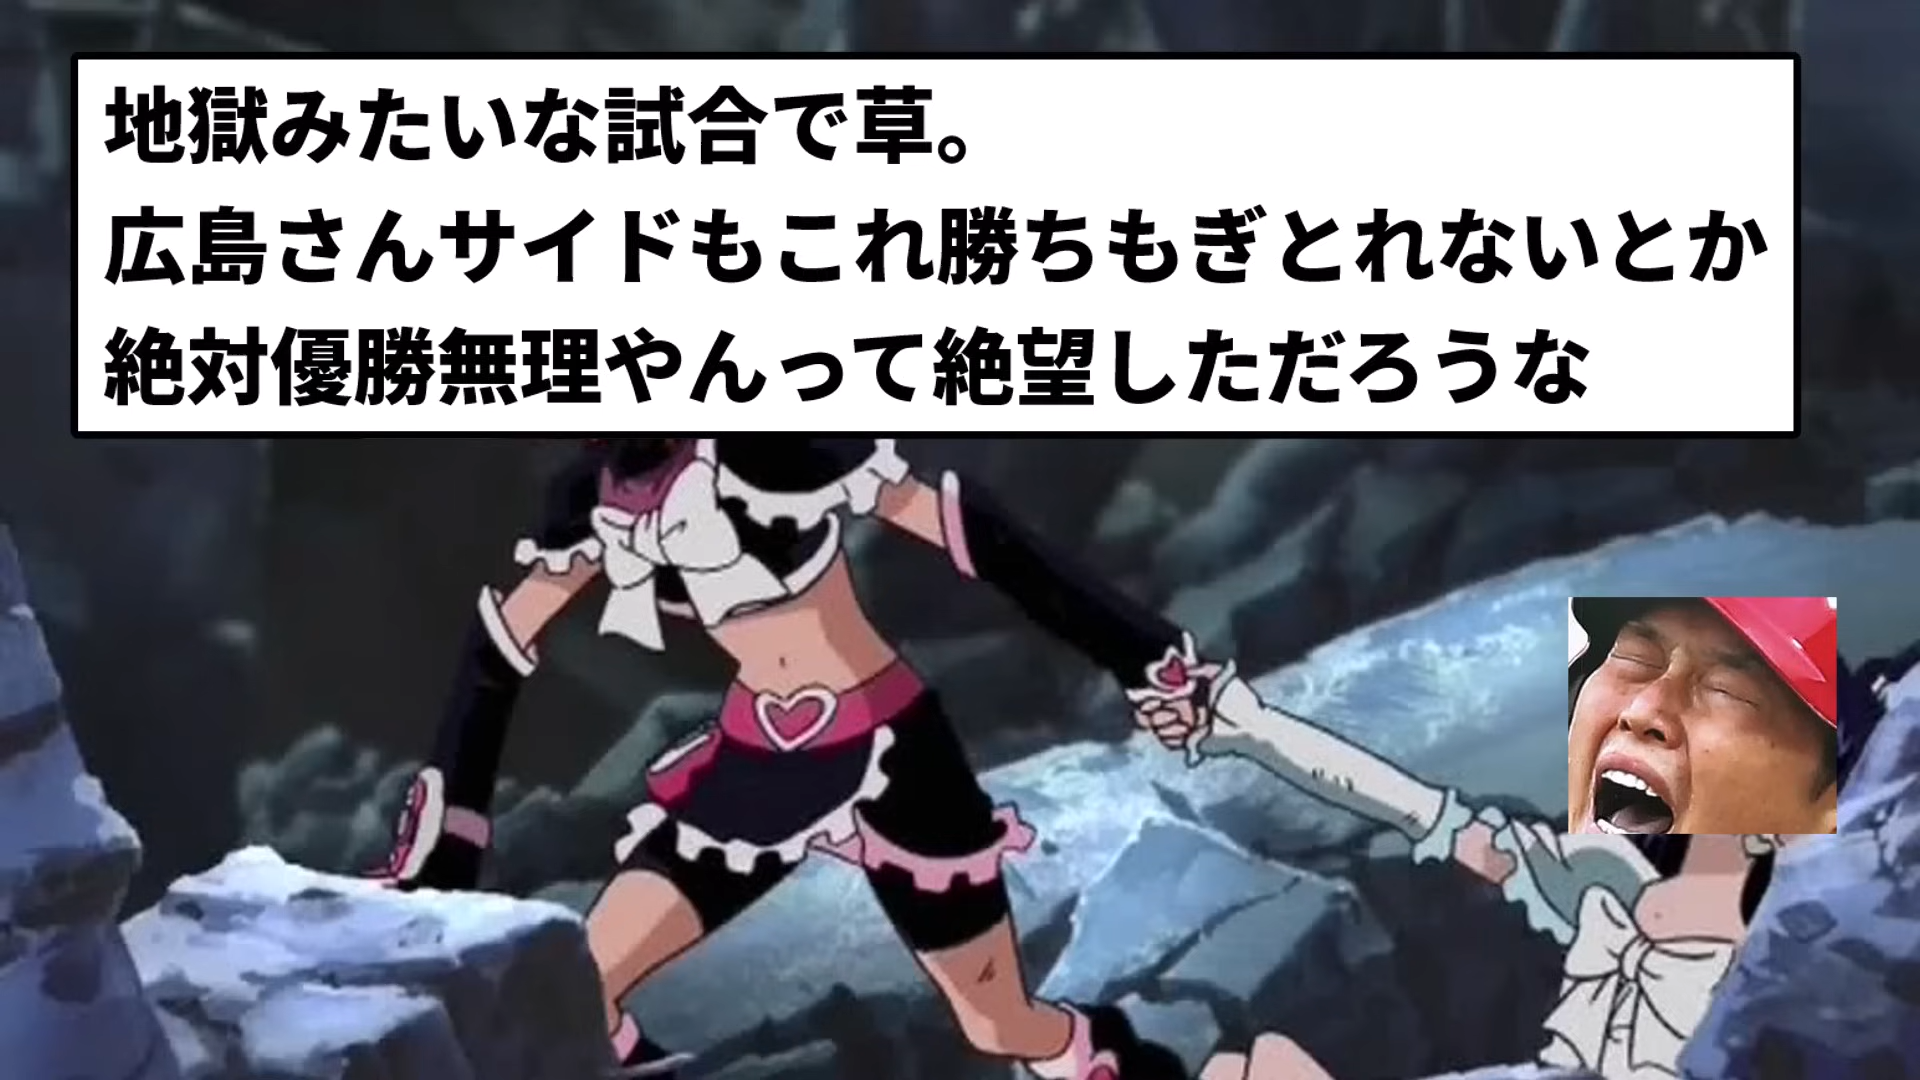 地獄みたいな試合で草。
広島さんサイドもこれ勝ちもぎとれないとか
絶対優勝無理やんって絶望しただろうな